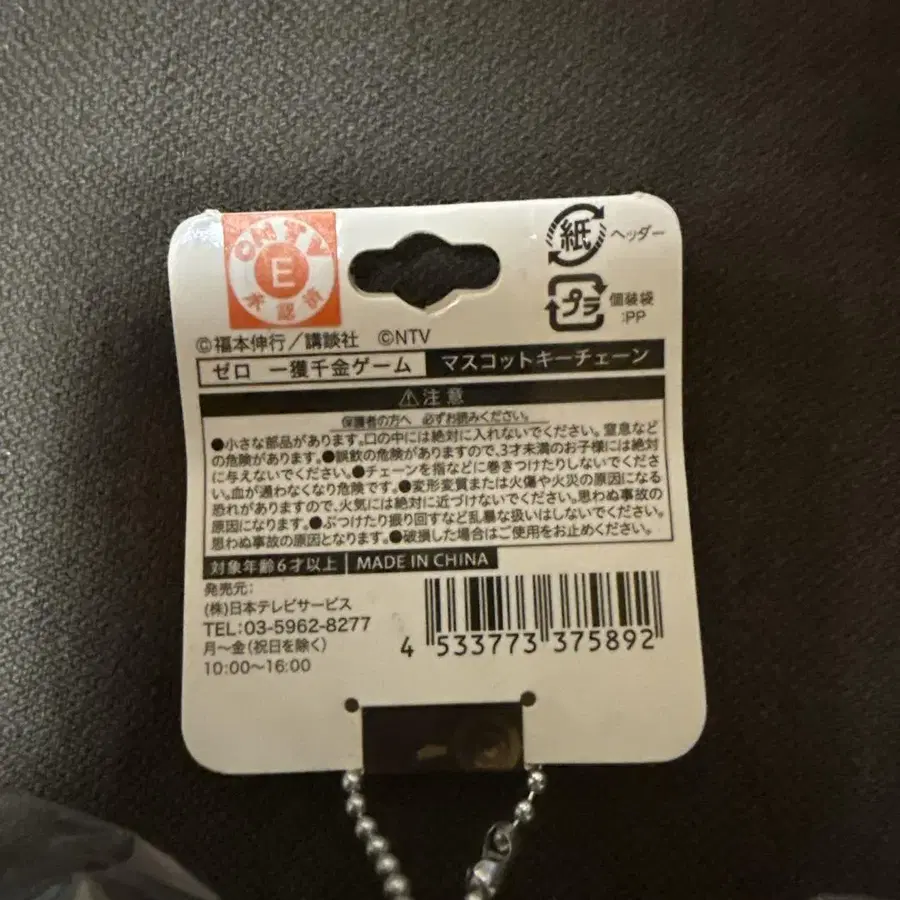 ©NTV
E
承認済
紙 ヘッダー
プラ 個装袋
:PP
©福本伸行／講談社 ©NTV
ゼロ 一獲千金ゲーム マスコットキーチェーン
⚠注意
保護者の方へ 必ずお読みください。
●小さな部品があります。口の中には絶対に入れないでください。窒息など
の危険があります。●誤飲の危険がありますので、3才未満のお子様には絶対
に与えないでください。●チェーンを指などに巻きつけたりしないでくださ
い。血が通わなくなり危険です。●変形変質または火傷や火災の原因になる
恐れがありますので、火気には絶対に近づけないでください。思わぬ事故の
原因になります。●ぶつけたり振り回すなど乱暴な扱いはしないでください。
思わぬ事故の原因となります。●破損した場合はご使用をお止めください。
対象年齢6才以上 MADE IN CHINA
発売元:
(株)日本テレビサービス
TEL:03-5962-8277
月〜金(祝日を除く)
10:00〜16:00
4 533773 375892